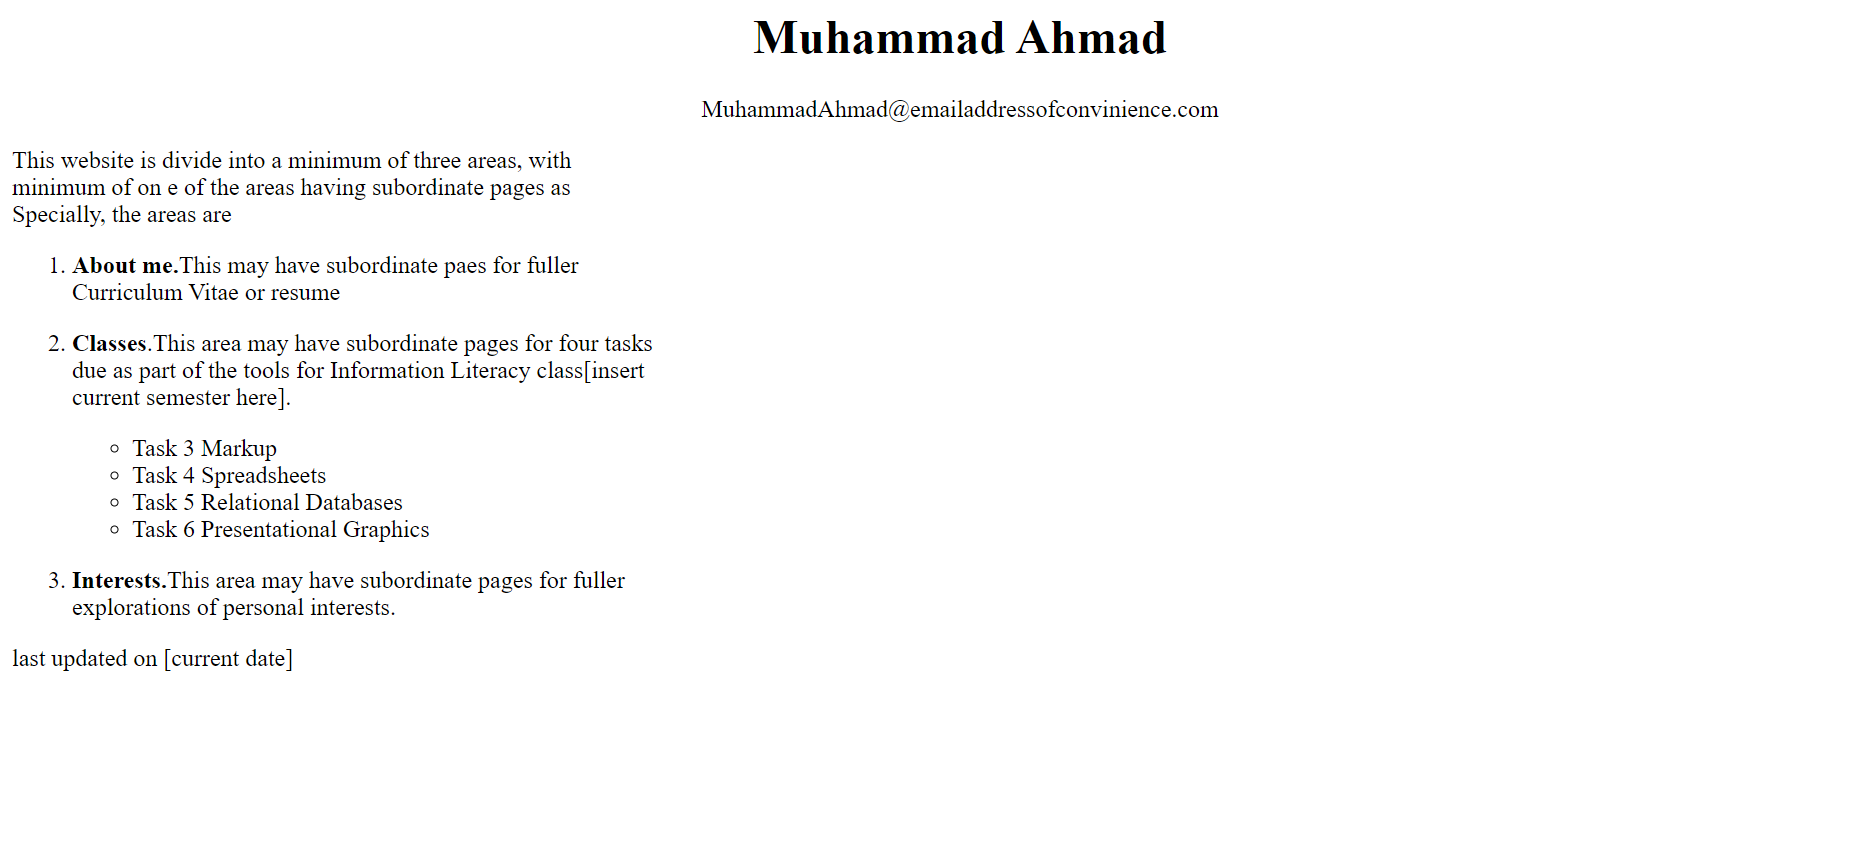 Muhammad Ahmad
MuhammadAhmad@emailaddressofconvinience.com
This website is divide into a minimum of three areas, with
minimum of on e of the areas having subordinate pages as
Specially, the areas are
1. About me.This may have subordinate paes for fuller
Curriculum Vitae or resume
2. Classes.This area may have subordinate pages for four tasks
due as part of the tools for Information Literacy class[insert
current semester here].
◦ Task 3 Markup
◦ Task 4 Spreadsheets
◦ Task 5 Relational Databases
◦ Task 6 Presentational Graphics
3. Interests.This area may have subordinate pages for fuller
explorations of personal interests.
last updated on [current date]